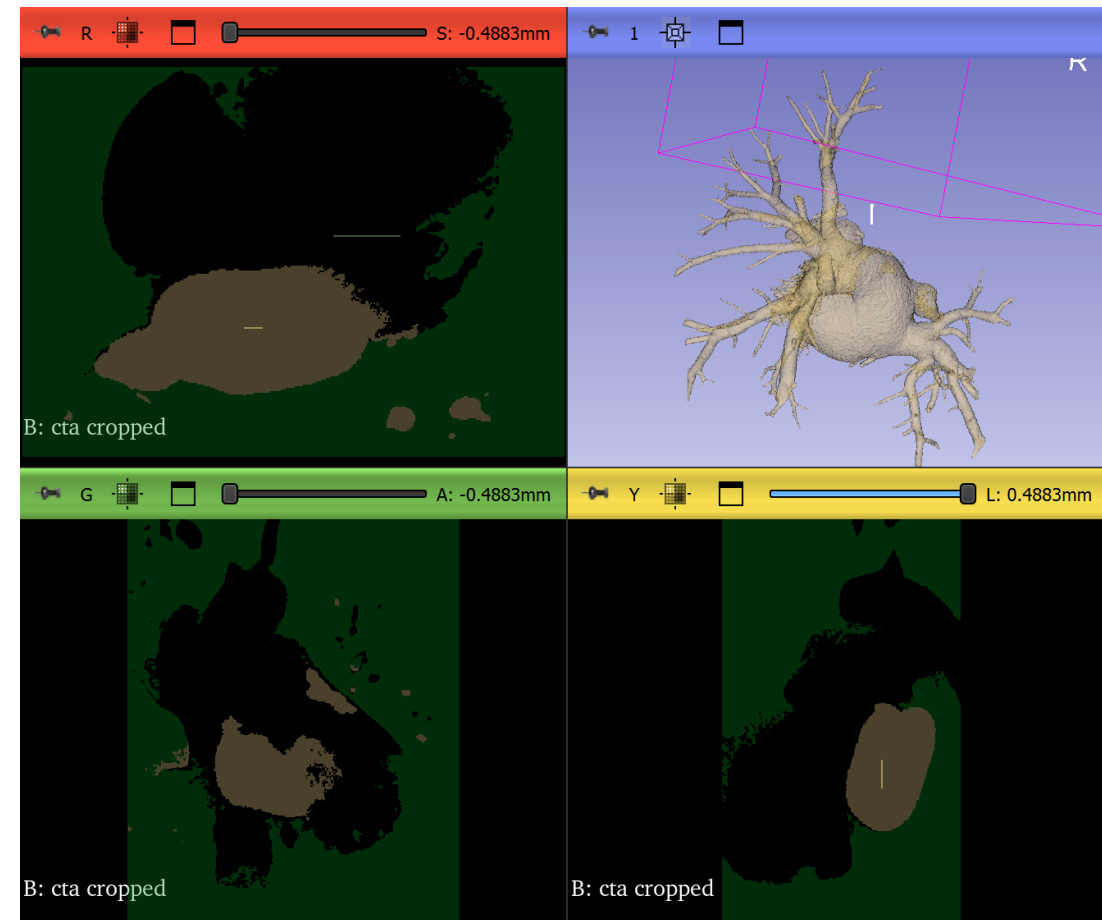 R S: -0.4883mm
1
R
I
B: cta cropped
G A: -0.4883mm
Y L: 0.4883mm
B: cta cropped
B: cta cropped